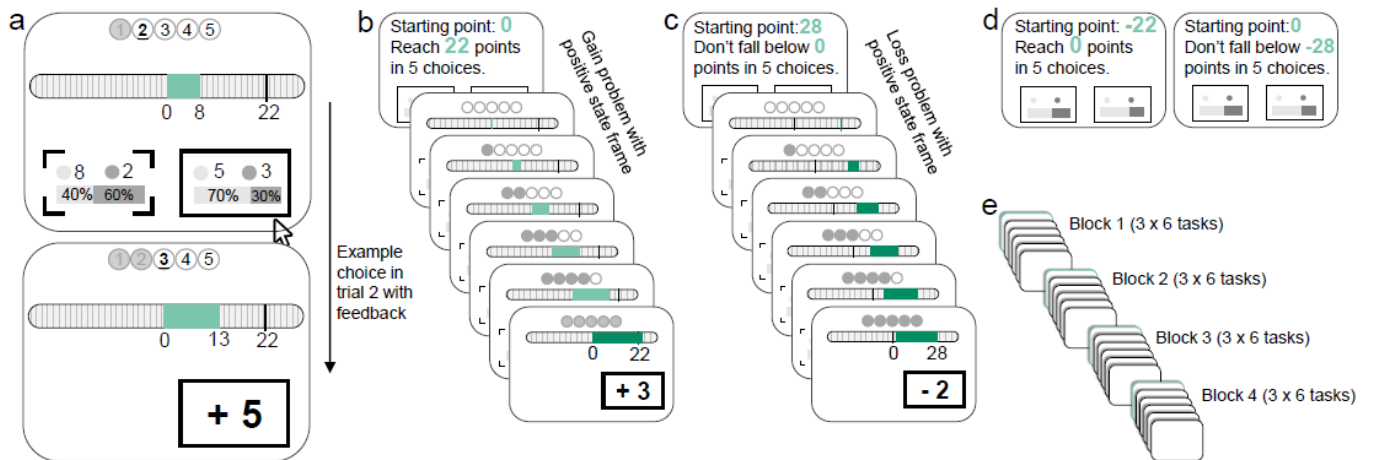 a
1 2 3 4 5
0 8 22
8 2
40% 60%
5 3
70% 30%
1 2 3 4 5
0 13 22
+ 5
Example
choice in
trial 2 with
feedback
b
Starting point: 0
Reach 22 points
in 5 choices.
Gain problem with
positive state frame
0 22
+ 3
c
Starting point:28
Don't fall below 0
points in 5 choices.
Loss problem with
positive state frame
0 28
- 2
d
Starting point: -22
Reach 0 points
in 5 choices.
Starting point:0
Don't fall below -28
points in 5 choices.
e
Block 1 (3 x 6 tasks)
Block 2 (3 x 6 tasks)
Block 3 (3 x 6 tasks)
Block 4 (3 x 6 tasks)